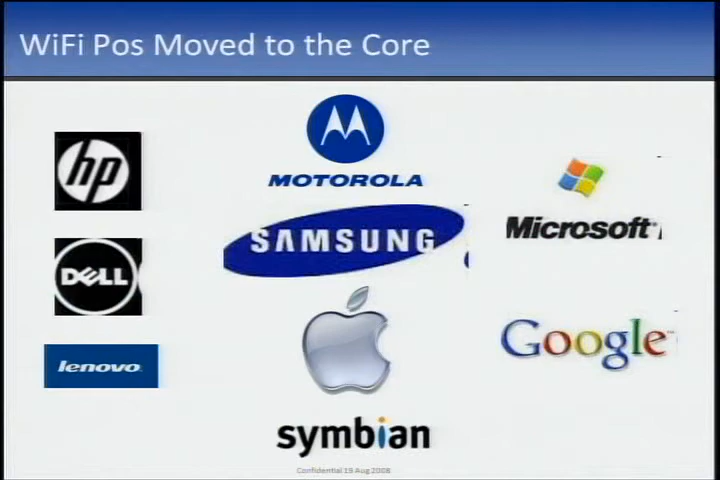 WiFi Pos Moved to the Core
hp
DELL
lenovo
MOTOROLA
SAMSUNG
symbian
Microsoft
Google
Confidential 19 Aug 2008